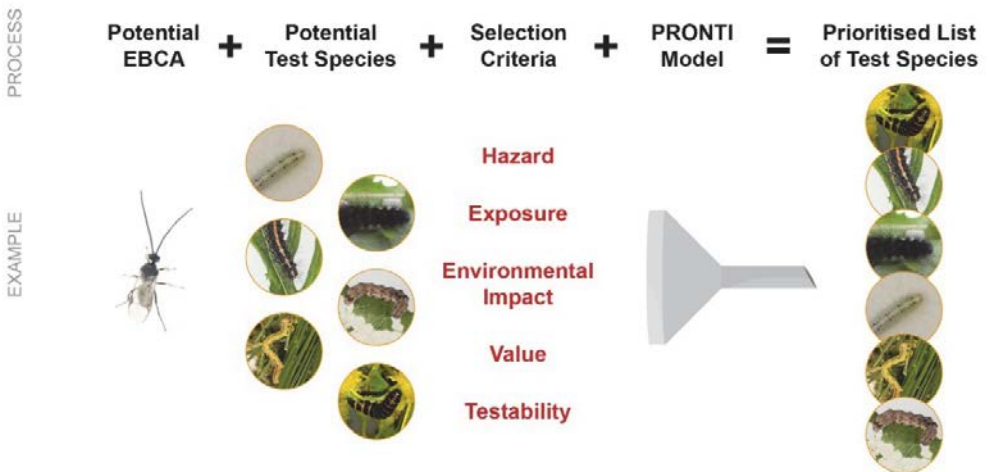 PROCESS
Potential EBCA + Potential Test Species + Selection Criteria + PRONTI Model = Prioritised List of Test Species
EXAMPLE
Hazard
Exposure
Environmental
Impact
Value
Testability